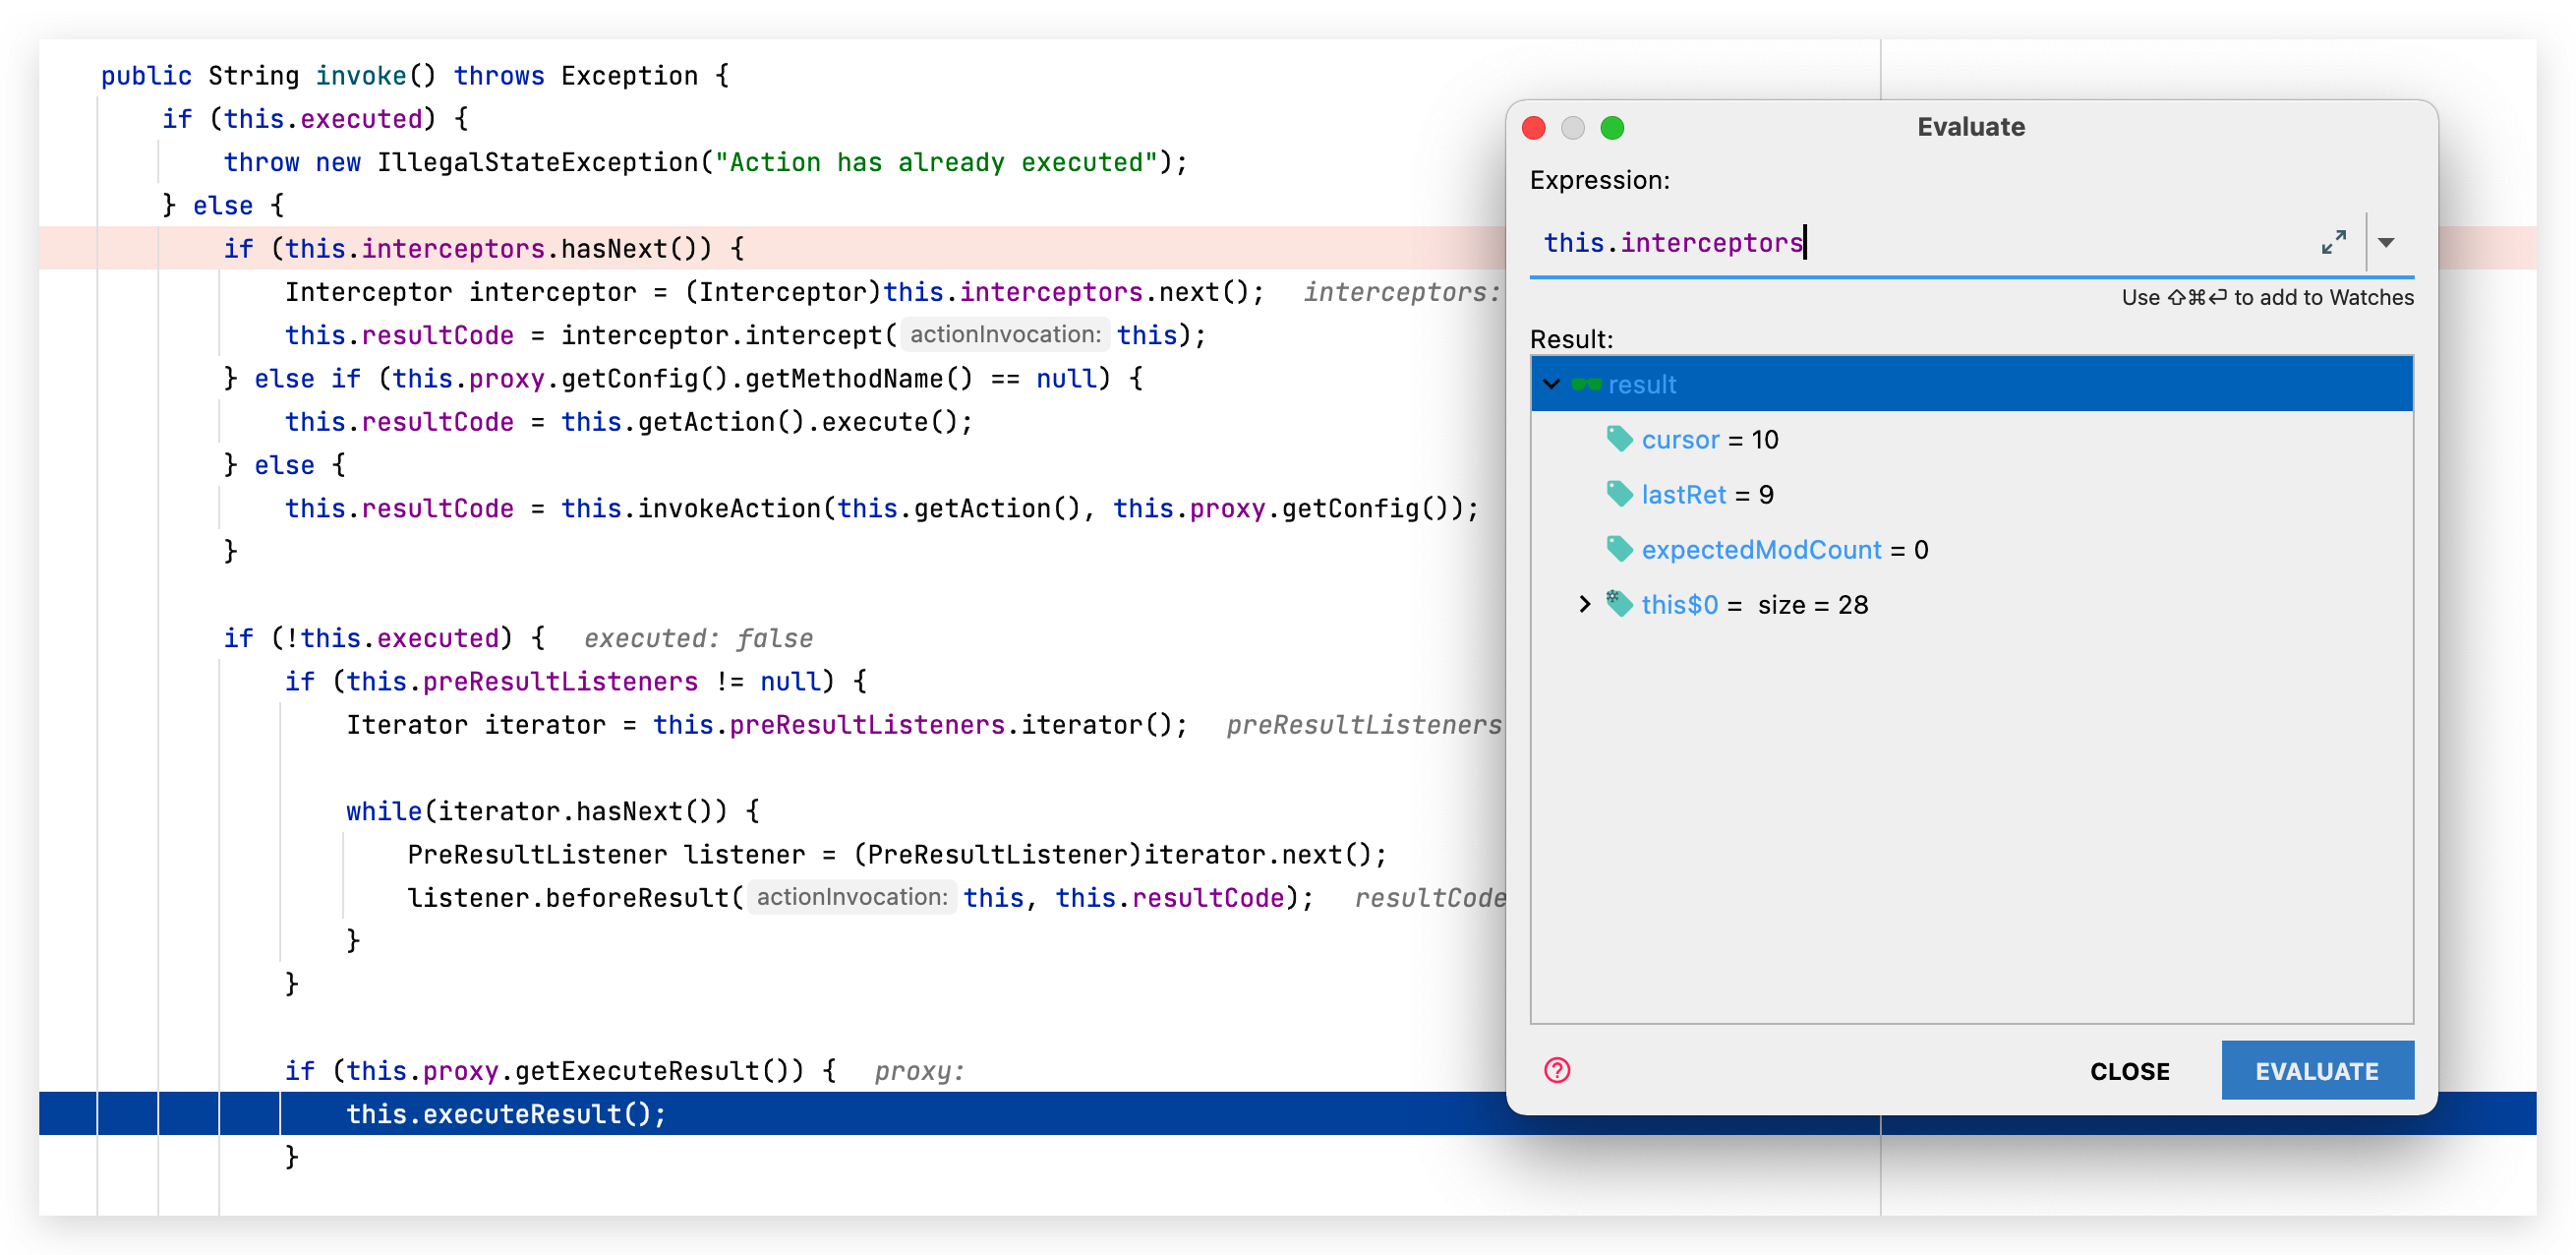 public String invoke() throws Exception {
if (this.executed) {
throw new IllegalStateException("Action has already executed");
} else {
if (this.interceptors.hasNext()) {
Interceptor interceptor = (Interceptor)this.interceptors.next(); interceptors:
this.resultCode = interceptor.intercept( actionInvocation: this);
} else if (this.proxy.getConfig().getMethodName() == null) {
this.resultCode = this.getAction().execute();
} else {
this.resultCode = this.invokeAction(this.getAction(), this.proxy.getConfig());
}
if (!this.executed) { executed: false
if (this.preResultListeners != null) {
Iterator iterator = this.preResultListeners.iterator(); preResultListeners
while(iterator.hasNext()) {
PreResultListener listener = (PreResultListener)iterator.next();
listener.beforeResult( actionInvocation: this, this.resultCode); resultCode
}
}
if (this.proxy.getExecuteResult()) { proxy:
this.executeResult();
}
Evaluate
Expression:
this.interceptors
Use ⇧⌘⏎ to add to Watches
Result:
result
cursor = 10
lastRet = 9
expectedModCount = 0
this$0 = size = 28
?
CLOSE
EVALUATE